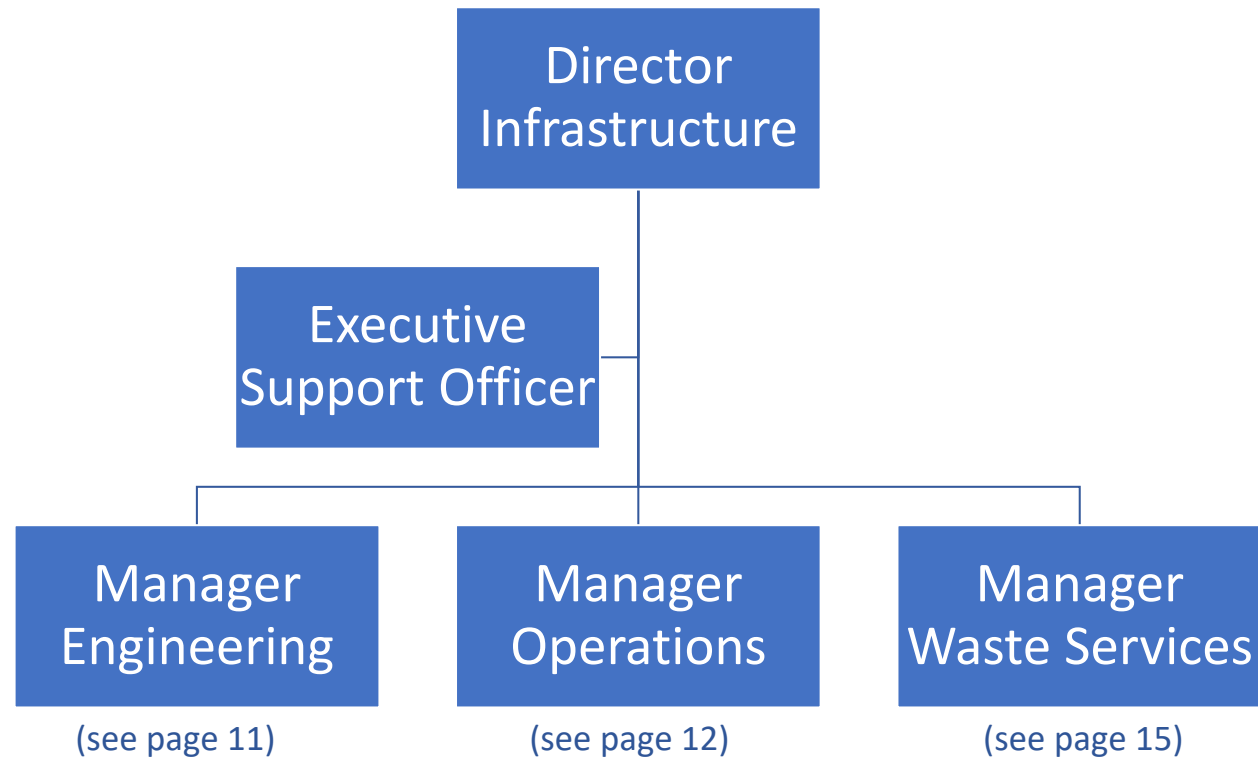 Director
Infrastructure
Executive
Support Officer
Manager
Engineering
Manager
Operations
Manager
Waste Services
(see page 11)
(see page 12)
(see page 15)